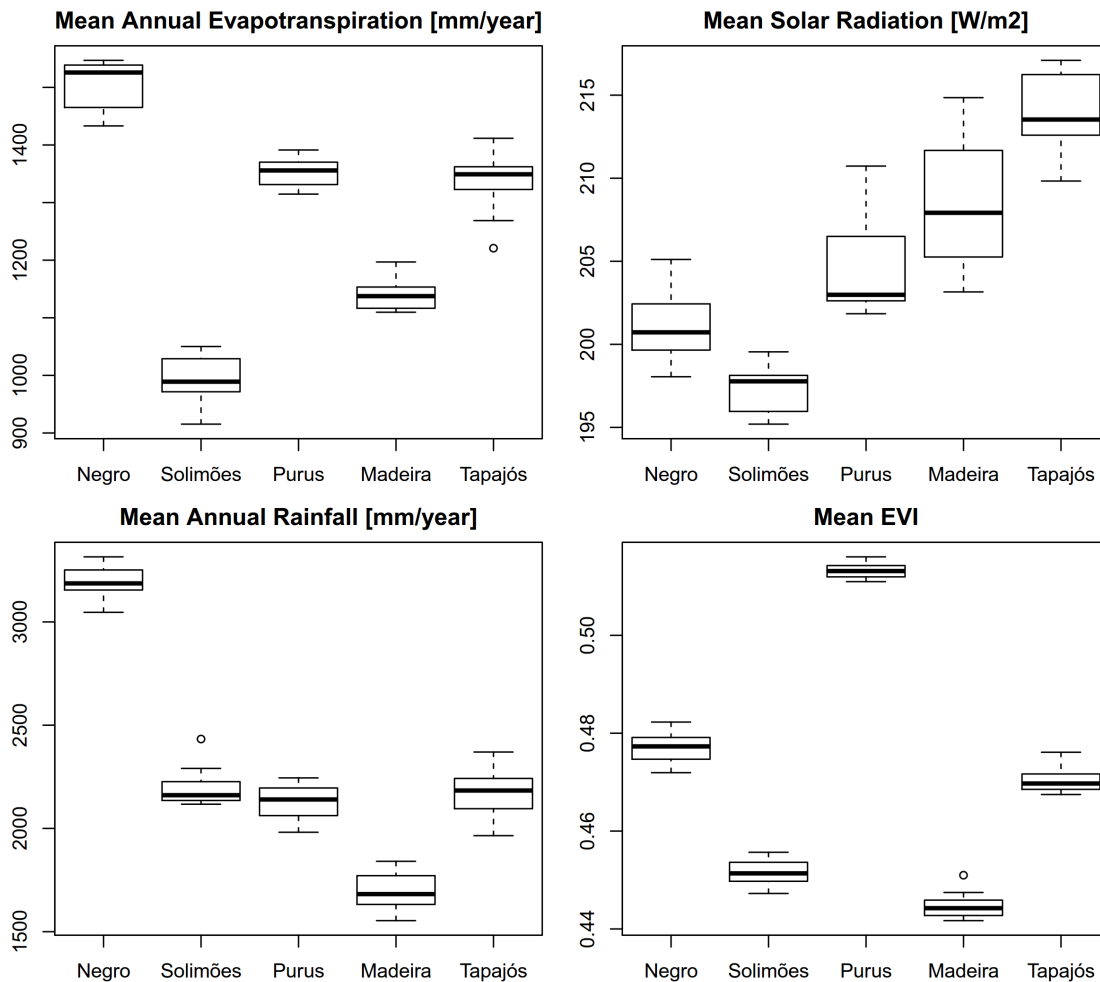 Mean Annual Evapotranspiration [mm/year]
1400
1200
1000
900
Negro Solimões Purus Madeira Tapajós
Mean Solar Radiation [W/m2]
215
210
205
200
195
Negro Solimões Purus Madeira Tapajós
Mean Annual Rainfall [mm/year]
3000
2500
2000
1500
Negro Solimões Purus Madeira Tapajós
Mean EVI
0.50
0.48
0.46
0.44
Negro Solimões Purus Madeira Tapajós